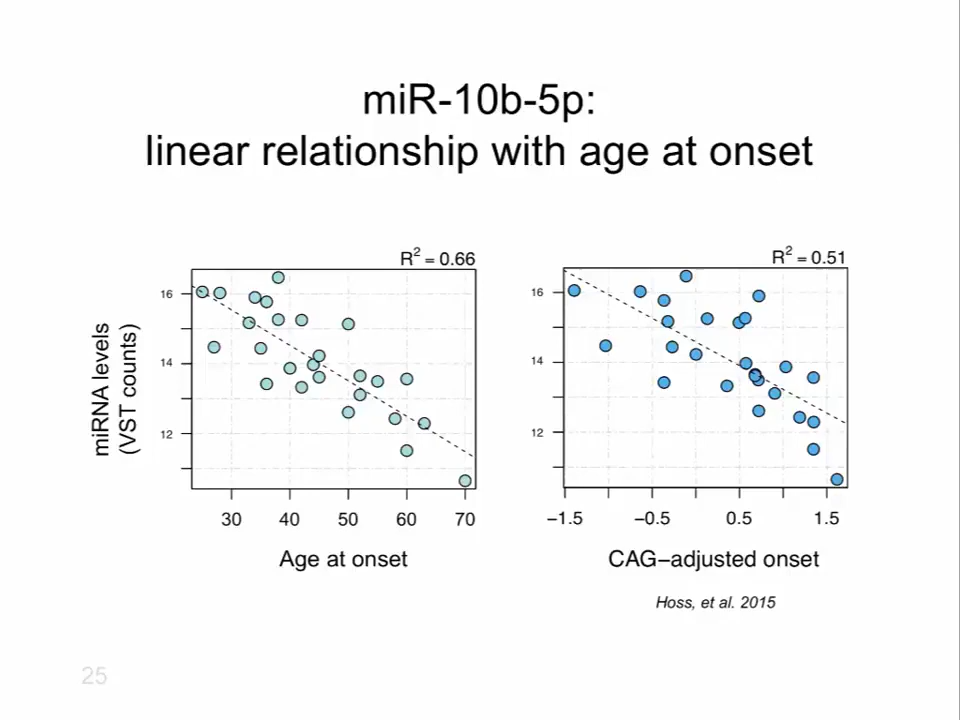 miR-10b-5p:
linear relationship with age at onset
R² = 0.66
R² = 0.51
miRNA levels
(VST counts)
16
14
12
30 40 50 60 70
Age at onset
16
14
12
−1.5 −0.5 0.5 1.5
CAG−adjusted onset
Hoss, et al. 2015
25